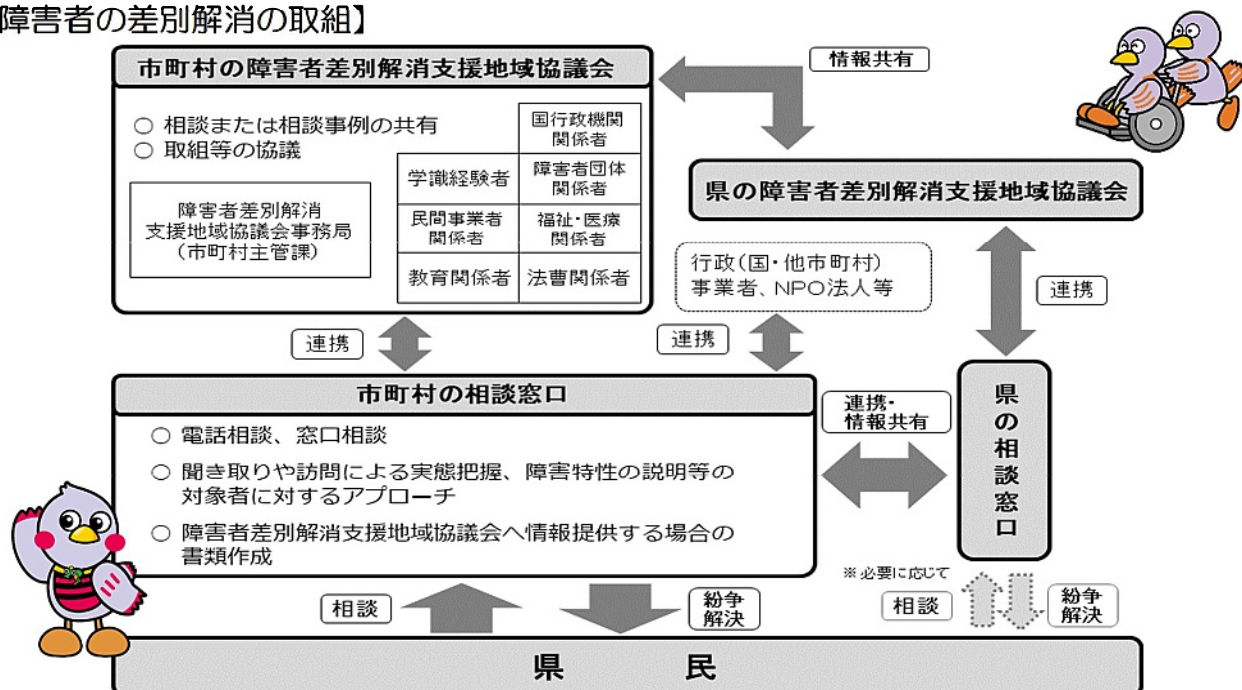 障害者の差別解消の取組】
市町村の障害者差別解消支援地域協議会
○ 相談または相談事例の共有
○ 取組等の協議
障害者差別解消
支援地域協議会事務局
(市町村主管課)
国行政機関
関係者
学識経験者
障害者団体
関係者
民間事業者
関係者
福祉・医療
関係者
教育関係者
法曹関係者
情報共有
県の障害者差別解消支援地域協議会
行政(国・他市町村)
事業者、NPO法人等
連携
連携
連携
市町村の相談窓口
○ 電話相談、窓口相談
○ 聞き取りや訪問による実態把握、障害特性の説明等の
対象者に対するアプローチ
○ 障害者差別解消支援地域協議会へ情報提供する場合の
書類作成
連携・
情報共有
県の相談窓口
※必要に応じて
相談
紛争
解決
相談
紛争
解決
県 民